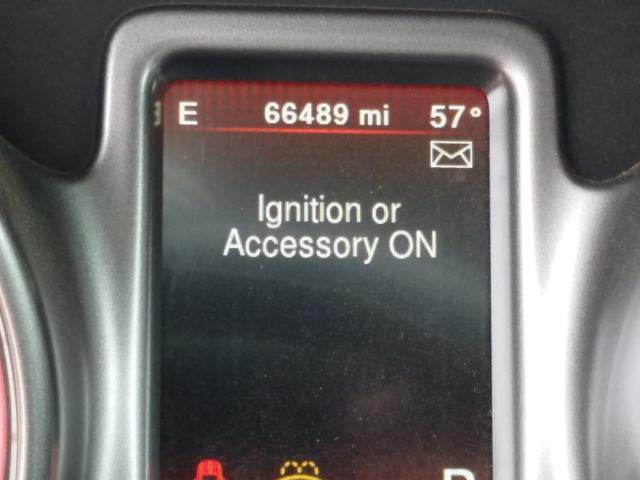 E 66489 mi 57°
Ignition or
Accessory ON